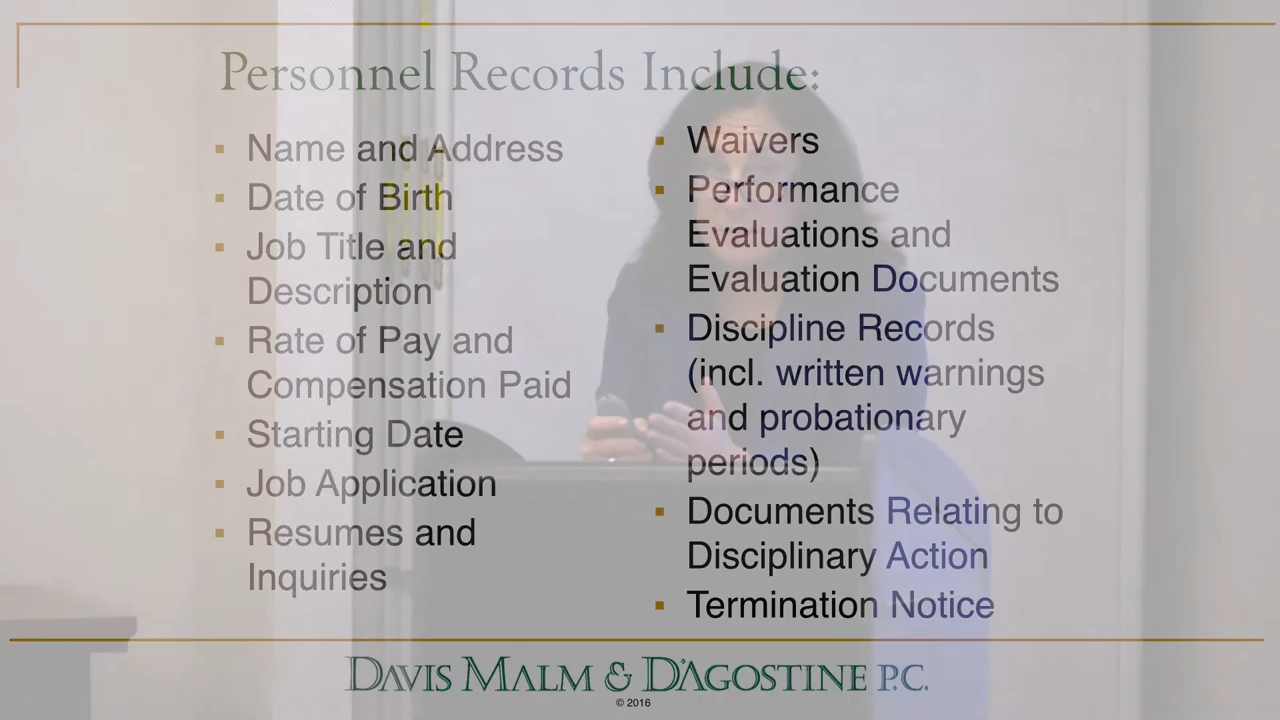 Personnel Records Include:
▪ Name and Address
▪ Date of Birth
▪ Job Title and
Description
▪ Rate of Pay and
Compensation Paid
▪ Starting Date
▪ Job Application
▪ Resumes and
Inquiries
▪ Waivers
▪ Performance
Evaluations and
Evaluation Documents
▪ Discipline Records
(incl. written warnings
and probationary
periods)
▪ Documents Relating to
Disciplinary Action
▪ Termination Notice
DAVIS MALM & D'AGOSTINE P.C.
© 2016